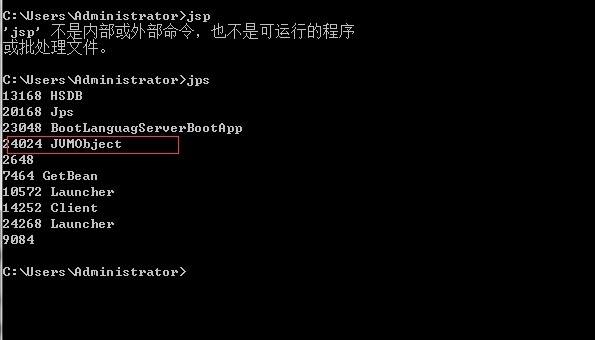 C:\Users\Administrator>jsp
'jsp' 不是内部或外部命令，也不是可运行的程序
或批处理文件。
C:\Users\Administrator>jps
13168 HSDB
20168 Jps
23048 BootLanguagServerBootApp
24024 JVMObject
2648
7464 GetBean
10572 Launcher
14252 Client
24268 Launcher
9084
C:\Users\Administrator>